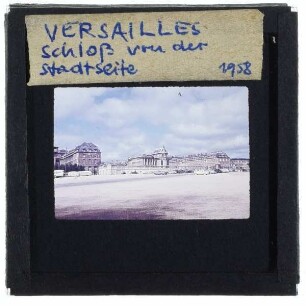 VERSAILLES
Schloß von der
Stadtseite 1958